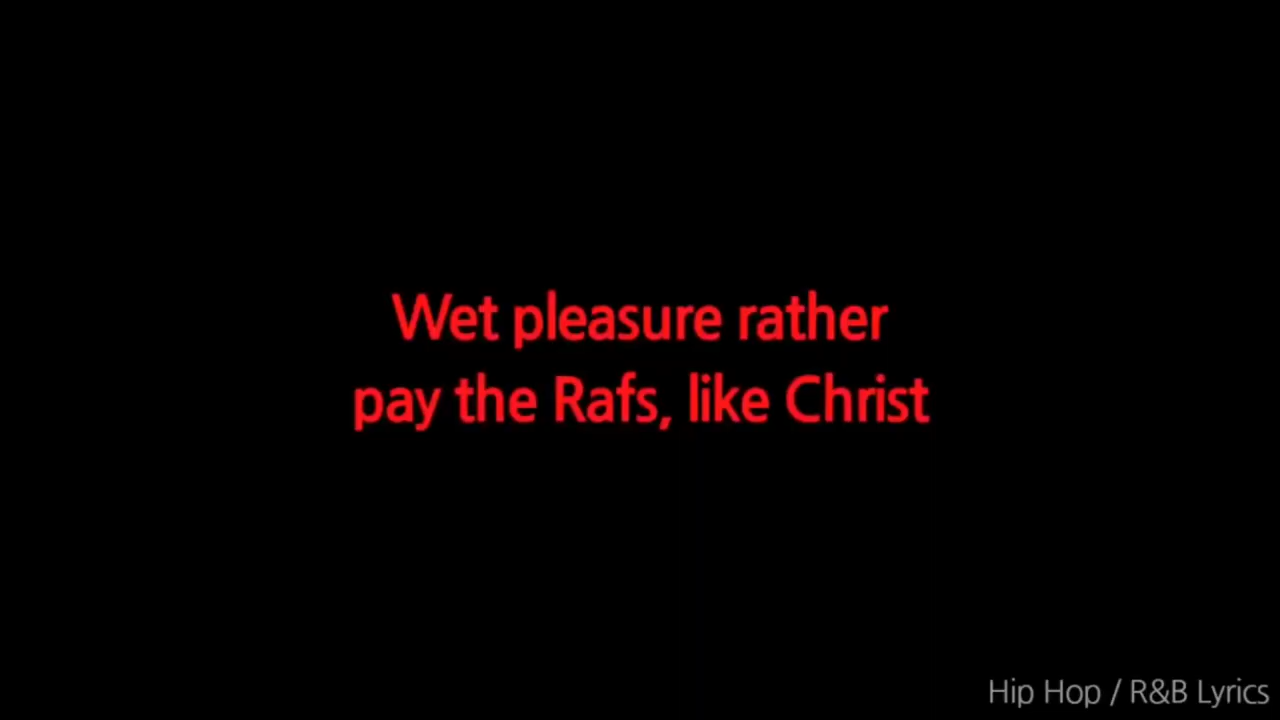 Wet pleasure rather
pay the Rafs, like Christ
Hip Hop / R&B Lyrics